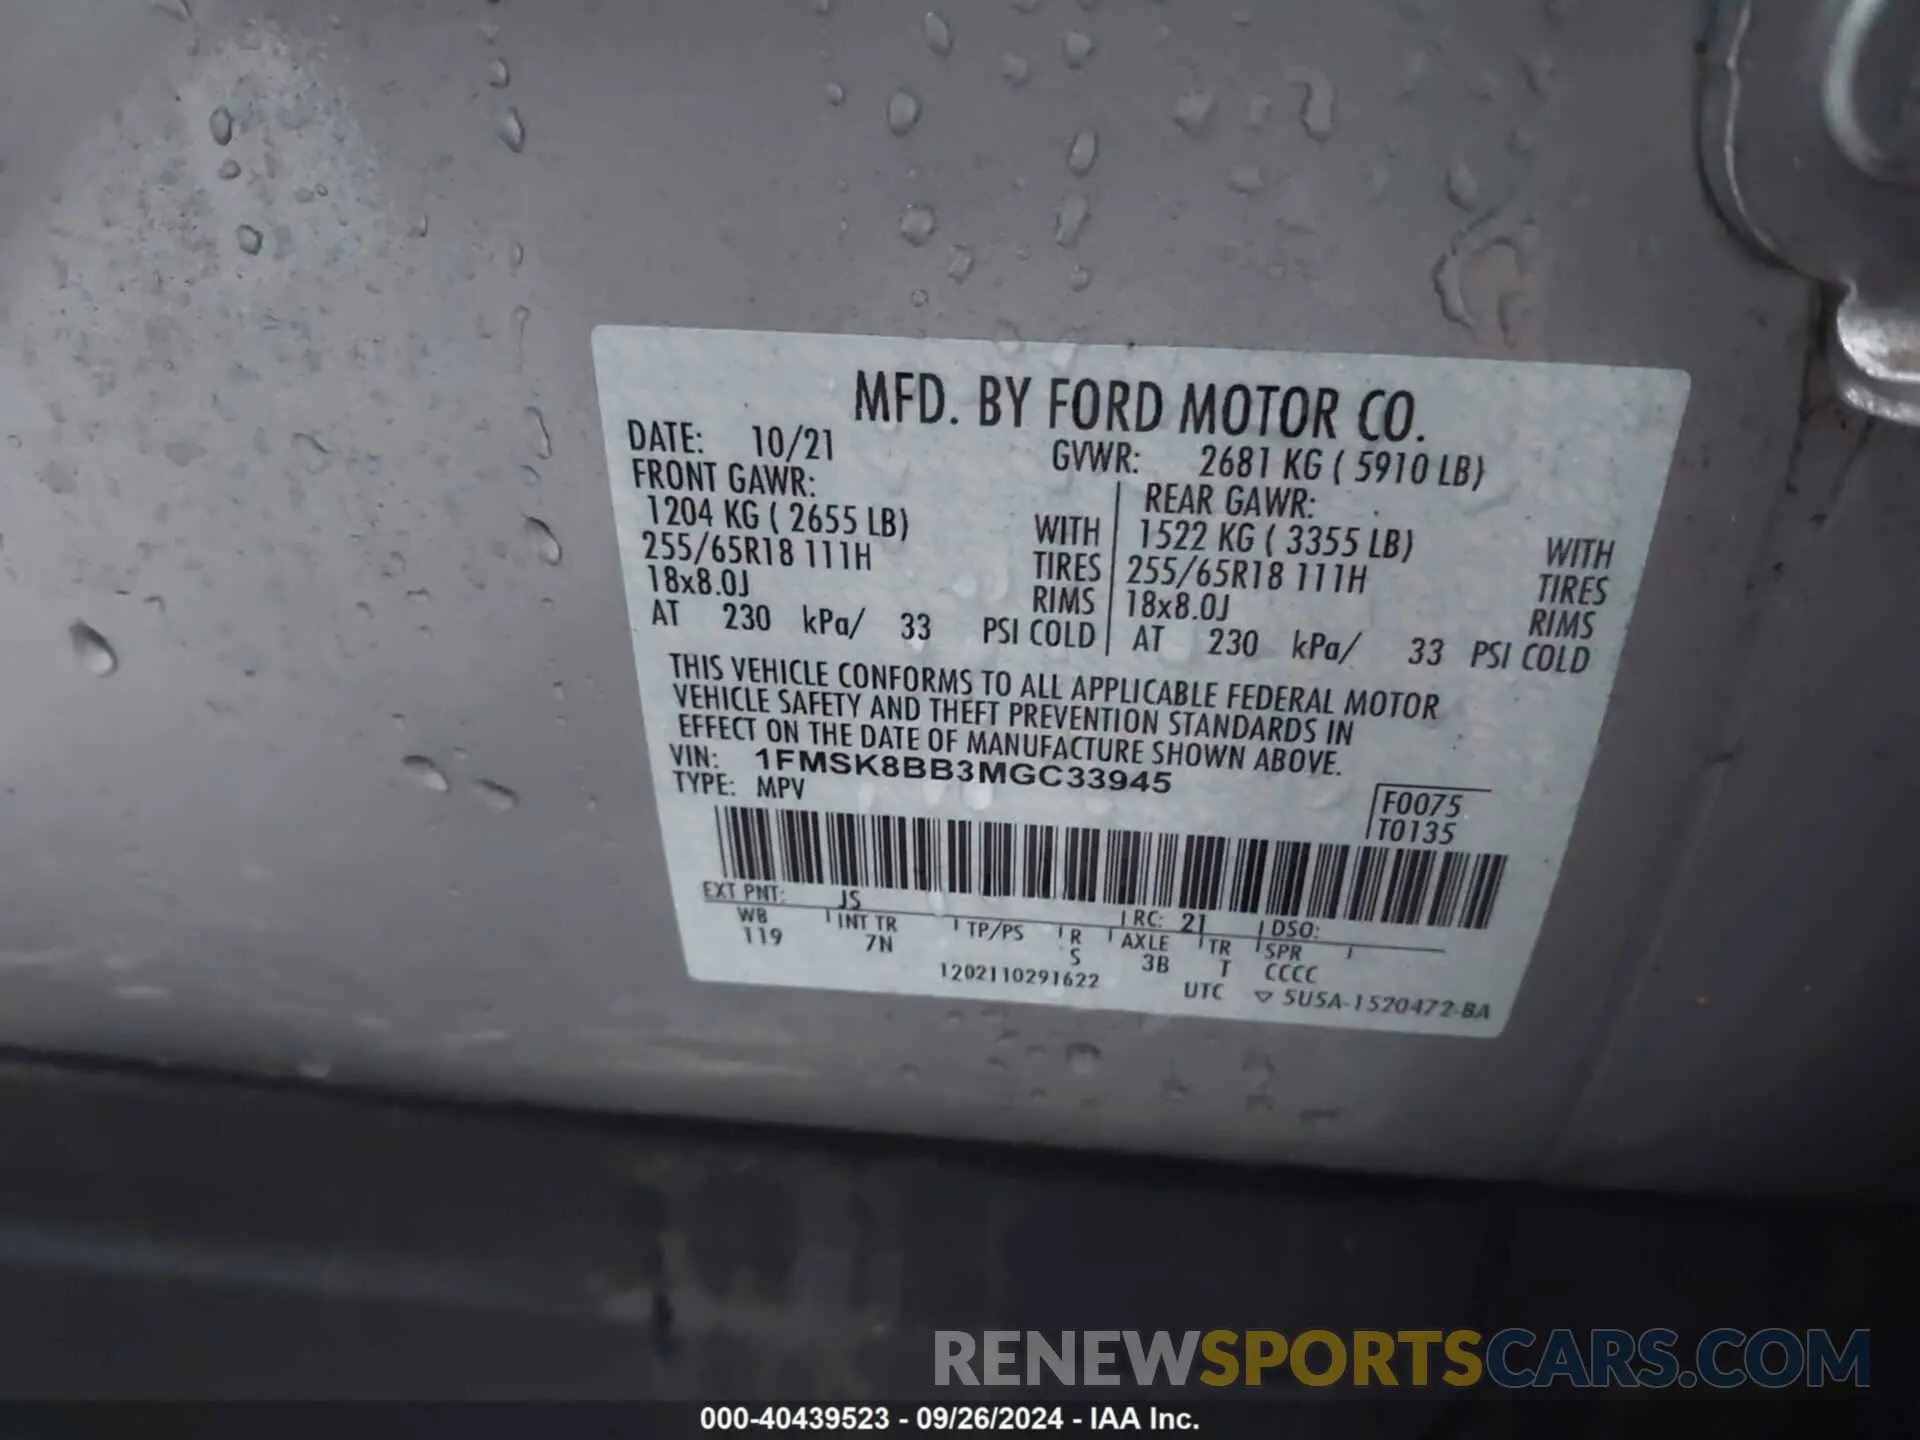 MFD. BY FORD MOTOR CO.
DATE: 10/21 GVWR: 2681 KG ( 5910 LB)
FRONT GAWR: REAR GAWR:
1204 KG ( 2655 LB) WITH 1522 KG ( 3355 LB) WITH
255/65R18 111H TIRES 255/65R18 111H TIRES
18x8.0J RIMS 18x8.0J RIMS
AT 230 kPa/ 33 PSI COLD AT 230 kPa/ 33 PSI COLD
THIS VEHICLE CONFORMS TO ALL APPLICABLE FEDERAL MOTOR
VEHICLE SAFETY AND THEFT PREVENTION STANDARDS IN
EFFECT ON THE DATE OF MANUFACTURE SHOWN ABOVE.
VIN: 1FMSK8BB3MGC33945
TYPE: MPV
F0075
T0135
EXT PNT: JS RC: 21 DSO:
WB INT TR TP/PS R AXLE TR SPR
119 7N S 3B T CCCC
1202110291622 UTC ▽ 5U5A-1520472-BA
RENEWSPORTSCARS.COM
000-40439523 - 09/26/2024 - IAA Inc.